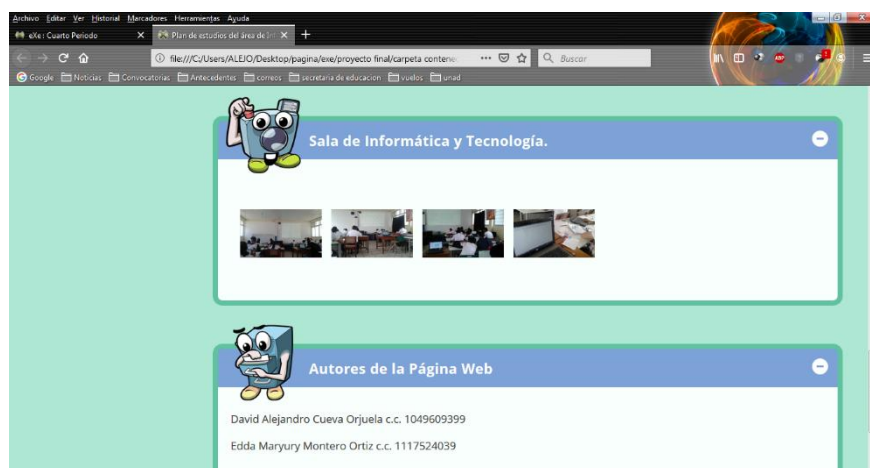 Archivo Editar Ver Historial Marcadores Herramientas Ayuda
eXe : Cuarto Periodo Plan de estudios del área de
file:///C:/Users/ALEJO/Desktop/pagina/exe/proyecto final/carpeta Buscar
Google Noticias Convocatorias Antecedentes correos secretaria de educacion vuelos unad
Sala de Informática y Tecnología.
Autores de la Página Web
David Alejandro Cueva Orjuela c.c. 1049609399
Edda Maryury Montero Ortiz c.c. 1117524039